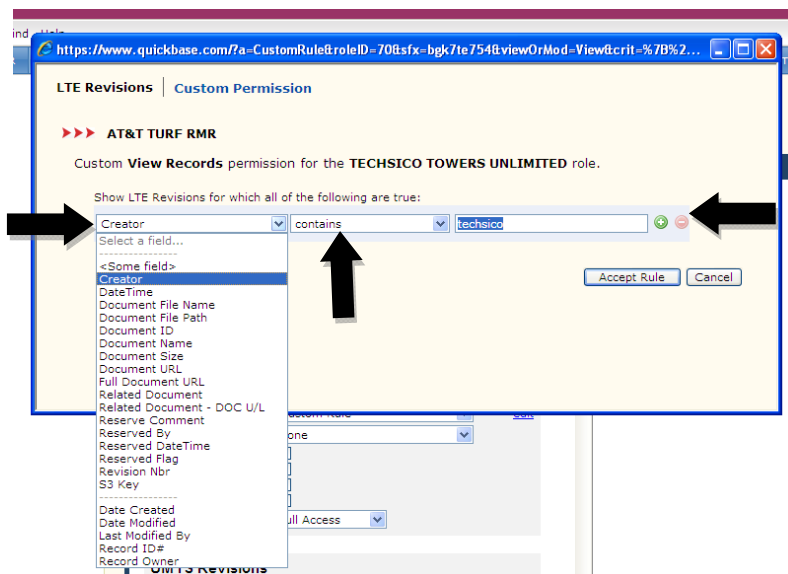 ind Help
https://www.quickbase.com/?a=CustomRule&roleID=70&sfx=bgk7te754&viewOrMod=View&crit=%7B%2...
LTE Revisions | Custom Permission
>>> AT&T TURF RMR
Custom View Records permission for the TECHSICO TOWERS UNLIMITED role.
Show LTE Revisions for which all of the following are true:
Creator contains techsico
Select a field...
---------------
<Some field>
Creator
Accept Rule Cancel
DateTime
Document File Name
Document File Path
Document ID
Document Name
Document Size
Document URL
Full Document URL
Related Document
Related Document - DOC U/L
Reserve Comment
Reserved By
Reserved DateTime
Reserved Flag
Revision Nbr
S3 Key
---------------
Date Created
Date Modified
Last Modified By
Record ID#
Record Owner
ustom Rule
one
ull Access
UMTS Revisions